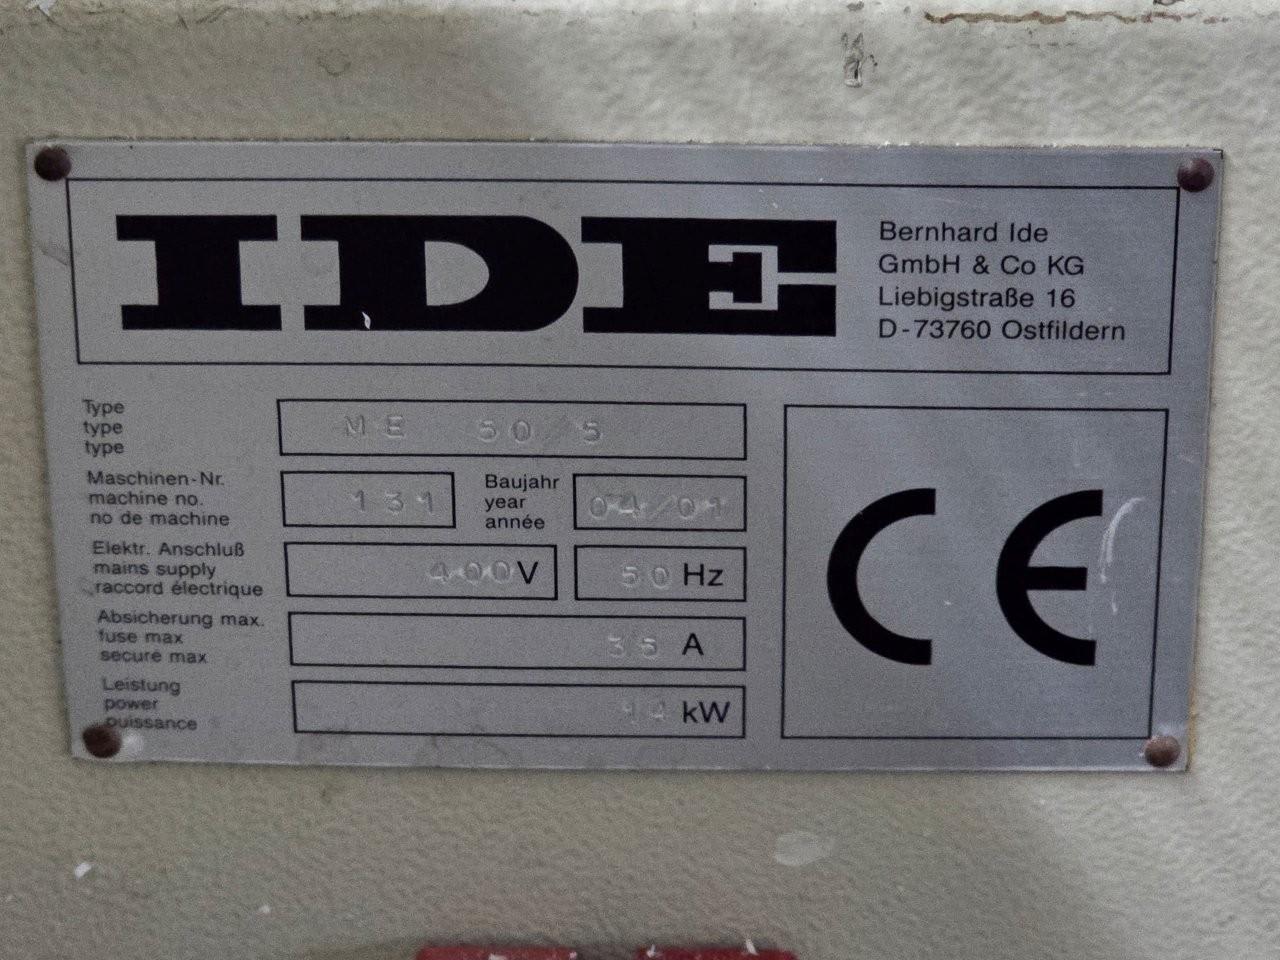 IDE
Bernhard Ide
GmbH & Co KG
Liebigstraße 16
D-73760 Ostfildern
Type
type
type
ME 50/5
Maschinen-Nr.
machine no.
no de machine
131
Baujahr
year
année
04/01
Elektr. Anschluß
mains supply
raccord électrique
400 V
50 Hz
Absicherung max.
fuse max
secure max
35 A
Leistung
power
puissance
14 kW
CE